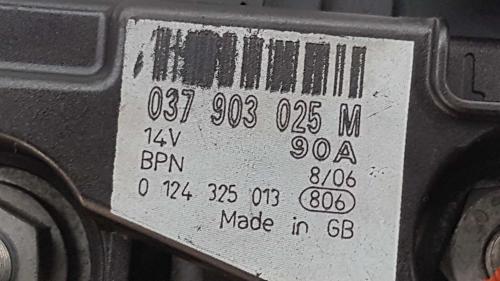 037 903 025 M
14V 90A
BPN 8/06
0 124 325 013 806
Made in GB